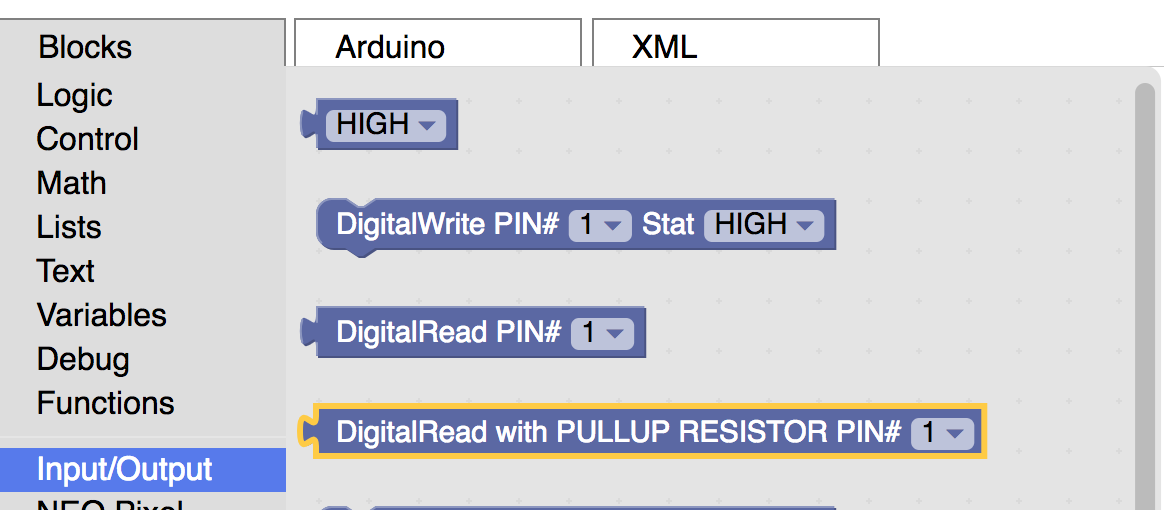 Blocks
Arduino
XML
Logic
Control
Math
Lists
Text
Variables
Debug
Functions
Input/Output
NEO Pixel
HIGH
DigitalWrite PIN# 1 Stat HIGH
DigitalRead PIN# 1
DigitalRead with PULLUP RESISTOR PIN# 1